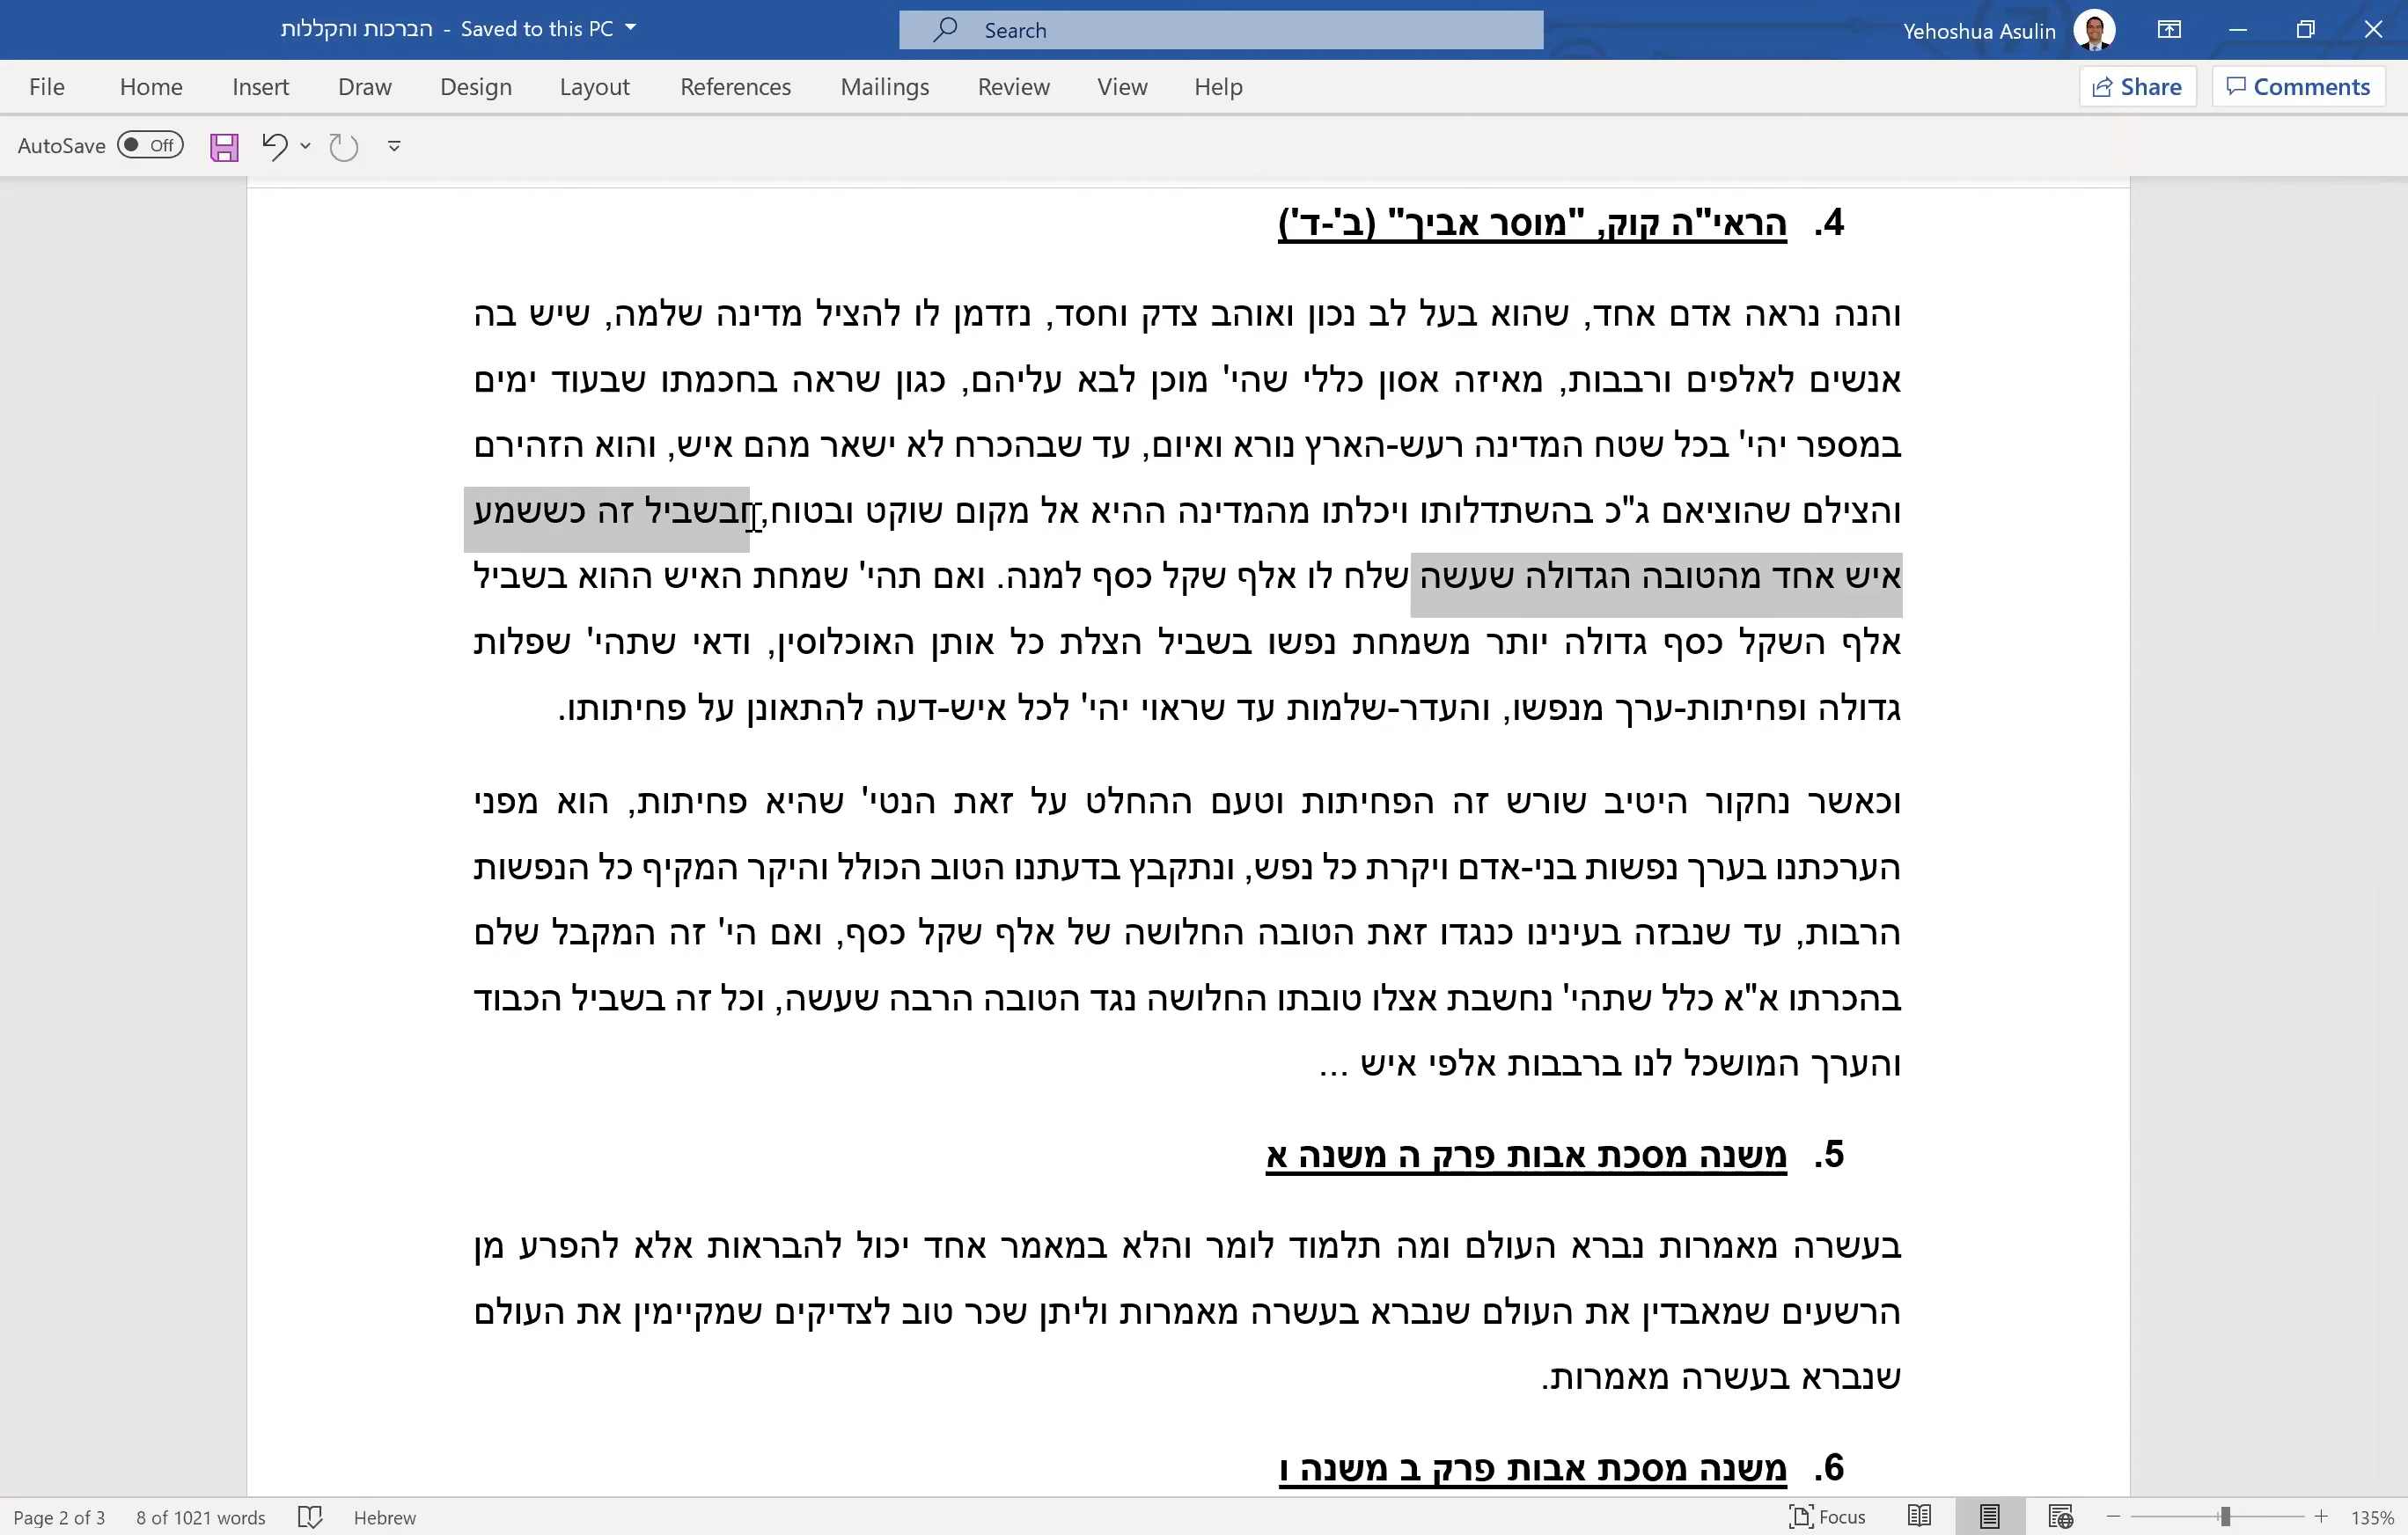 הברכות והקללות - Saved to this PC
Search
Yehoshua Asulin
File Home Insert Draw Design Layout References Mailings Review View Help Share Comments
AutoSave Off
4. הראי"ה קוק, "מוסר אביך" (ב'-ד')
והנה נראה אדם אחד, שהוא בעל לב נכון ואוהב צדק וחסד, נזדמן לו להציל מדינה שלמה, שיש בה
אנשים לאלפים ורבבות, מאיזה אסון כללי שהי' מוכן לבא עליהם, כגון שראה בחכמתו שבעוד ימים
במספר יהי' בכל שטח המדינה רעש-הארץ נורא ואיום, עד שבהכרח לא ישאר מהם איש, והוא הזהירם
והצילם שהוציאם ג"כ בהשתדלותו ויכלתו מהמדינה ההיא אל מקום שוקט ובטוח, ובשביל זה כששמע
איש אחד מהטובה הגדולה שעשה שלח לו אלף שקל כסף למנה. ואם תהי' שמחת האיש ההוא בשביל
אלף השקל כסף גדולה יותר משמחת נפשו בשביל הצלת כל אותן האוכלוסין, ודאי שתהי' שפלות
גדולה ופחיתות-ערך מנפשו, והעדר-שלמות עד שראוי יהי' לכל איש-דעה להתאונן על פחיתותו.
וכאשר נחקור היטיב שורש זה הפחיתות וטעם ההחלט על זאת הנטי' שהיא פחיתות, הוא מפני
הערכתנו בערך נפשות בני-אדם ויקרת כל נפש, ונתקבץ בדעתנו הטוב הכולל והיקר המקיף כל הנפשות
הרבות, עד שנבזה בעינינו כנגדו זאת הטובה החלושה של אלף שקל כסף, ואם הי' זה המקבל שלם
בהכרתו א"א כלל שתהי' נחשבת אצלו טובתו החלושה נגד הטובה הרבה שעשה, וכל זה בשביל הכבוד
והערך המושכל לנו ברבבות אלפי איש ...
5. משנה מסכת אבות פרק ה משנה א
בעשרה מאמרות נברא העולם ומה תלמוד לומר והלא במאמר אחד יכול להבראות אלא להפרע מן
הרשעים שמאבדין את העולם שנברא בעשרה מאמרות וליתן שכר טוב לצדיקים שמקיימין את העולם
שנברא בעשרה מאמרות.
6. משנה מסכת אבות פרק ב משנה ו
Page 2 of 3 8 of 1021 words Hebrew Focus 135%